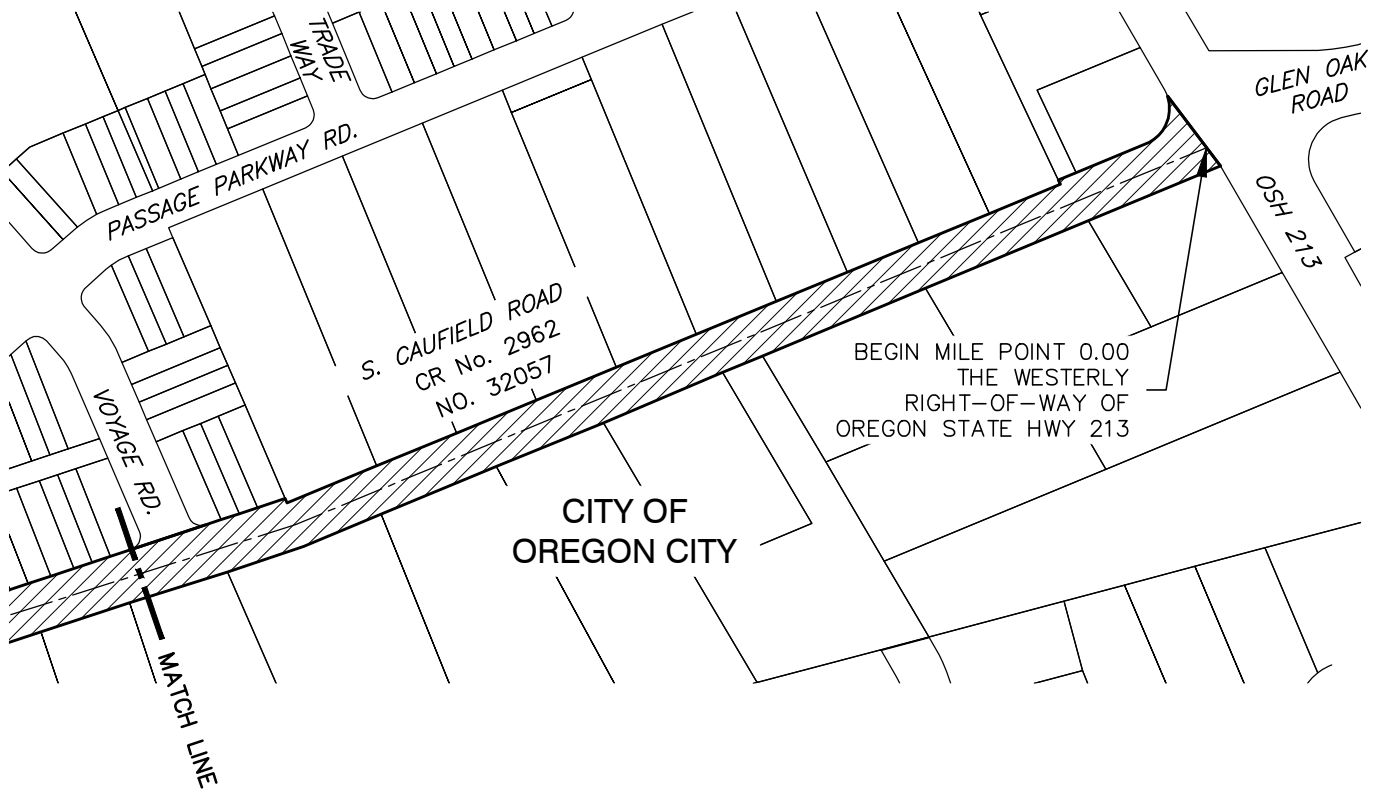 TRADE
WAY
GLEN OAK
ROAD
PASSAGE PARKWAY RD.
OSH 213
S. CAUFIELD ROAD
CR No. 2962
NO. 32057
BEGIN MILE POINT 0.00
THE WESTERLY
RIGHT-OF-WAY OF
OREGON STATE HWY 213
VOYAGE RD.
CITY OF
OREGON CITY
MATCH LINE